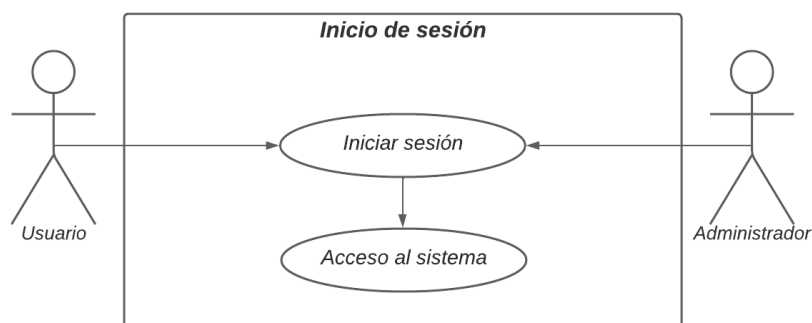 Inicio de sesión
Iniciar sesión
Usuario
Administrador
Acceso al sistema